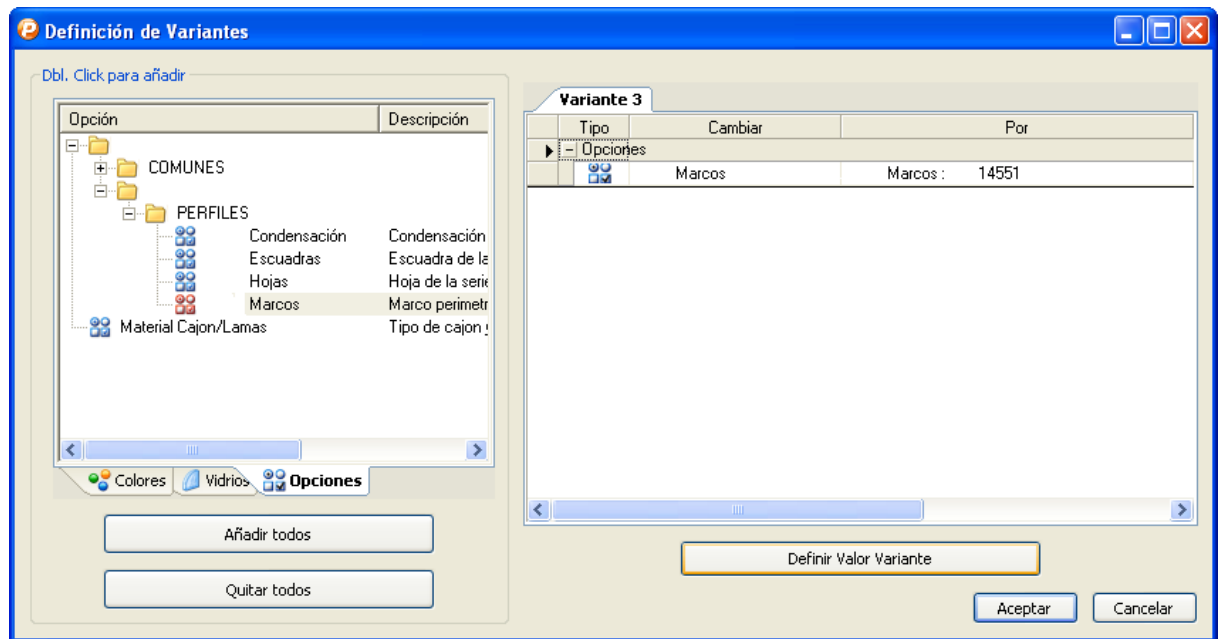 Definición de Variantes
Dbl. Click para añadir
Opción Descripción
COMUNES
PERFILES
Condensación Condensación
Escuadras Escuadra de la
Hojas Hoja de la serie
Marcos Marco perimetr
Material Cajon/Lamas Tipo de cajon
Colores Vidrios Opciones
Añadir todos
Quitar todos
Variante 3
Tipo Cambiar Por
Opciones
Marcos Marcos : 14551
Definir Valor Variante
Aceptar Cancelar